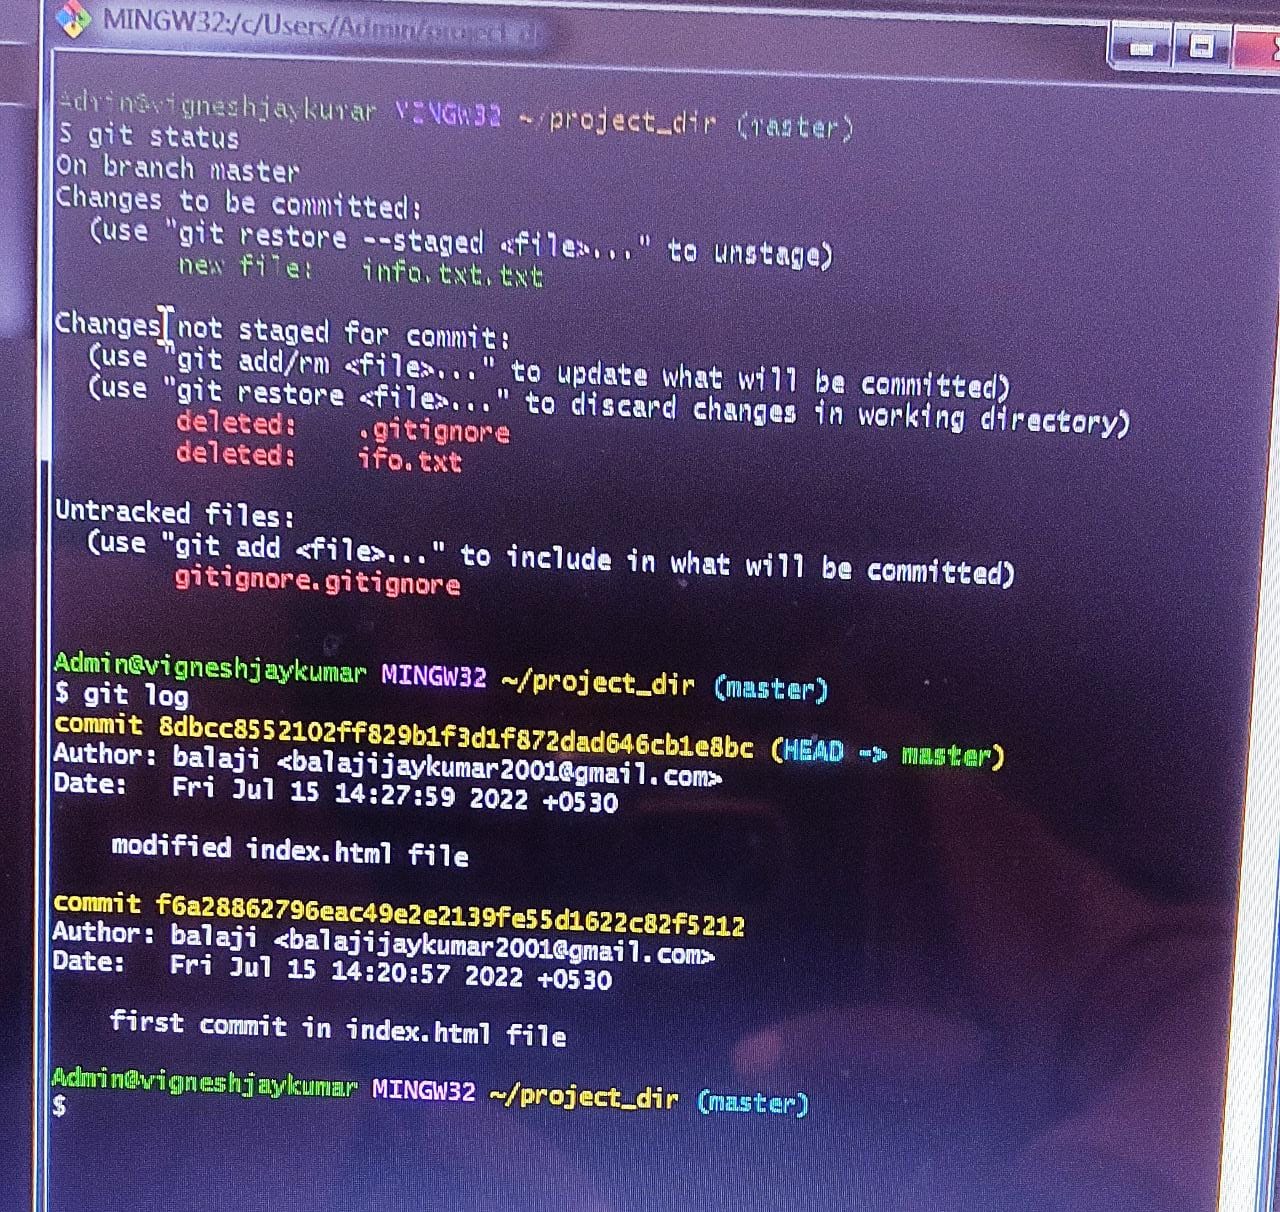 MINGW32:/c/Users/Admin/project_d
Admin@vigneshjaykumar MINGW32 ~/project_dir (master)
$ git status
On branch master
Changes to be committed:
  (use "git restore --staged <file>..." to unstage)
        new file:   info.txt.txt
Changes not staged for commit:
  (use "git add/rm <file>..." to update what will be committed)
  (use "git restore <file>..." to discard changes in working directory)
        deleted:    .gitignore
        deleted:    ifo.txt
Untracked files:
  (use "git add <file>..." to include in what will be committed)
        gitignore.gitignore
Admin@vigneshjaykumar MINGW32 ~/project_dir (master)
$ git log
commit 8dbcc8552102ff829b1f3d1f872dad646cb1e8bc (HEAD -> master)
Author: balaji <balajijaykumar2001@gmail.com>
Date:   Fri Jul 15 14:27:59 2022 +0530
    modified index.html file
commit f6a28862796eac49e2e2139fe55d1622c82f5212
Author: balaji <balajijaykumar2001@gmail.com>
Date:   Fri Jul 15 14:20:57 2022 +0530
    first commit in index.html file
Admin@vigneshjaykumar MINGW32 ~/project_dir (master)
$